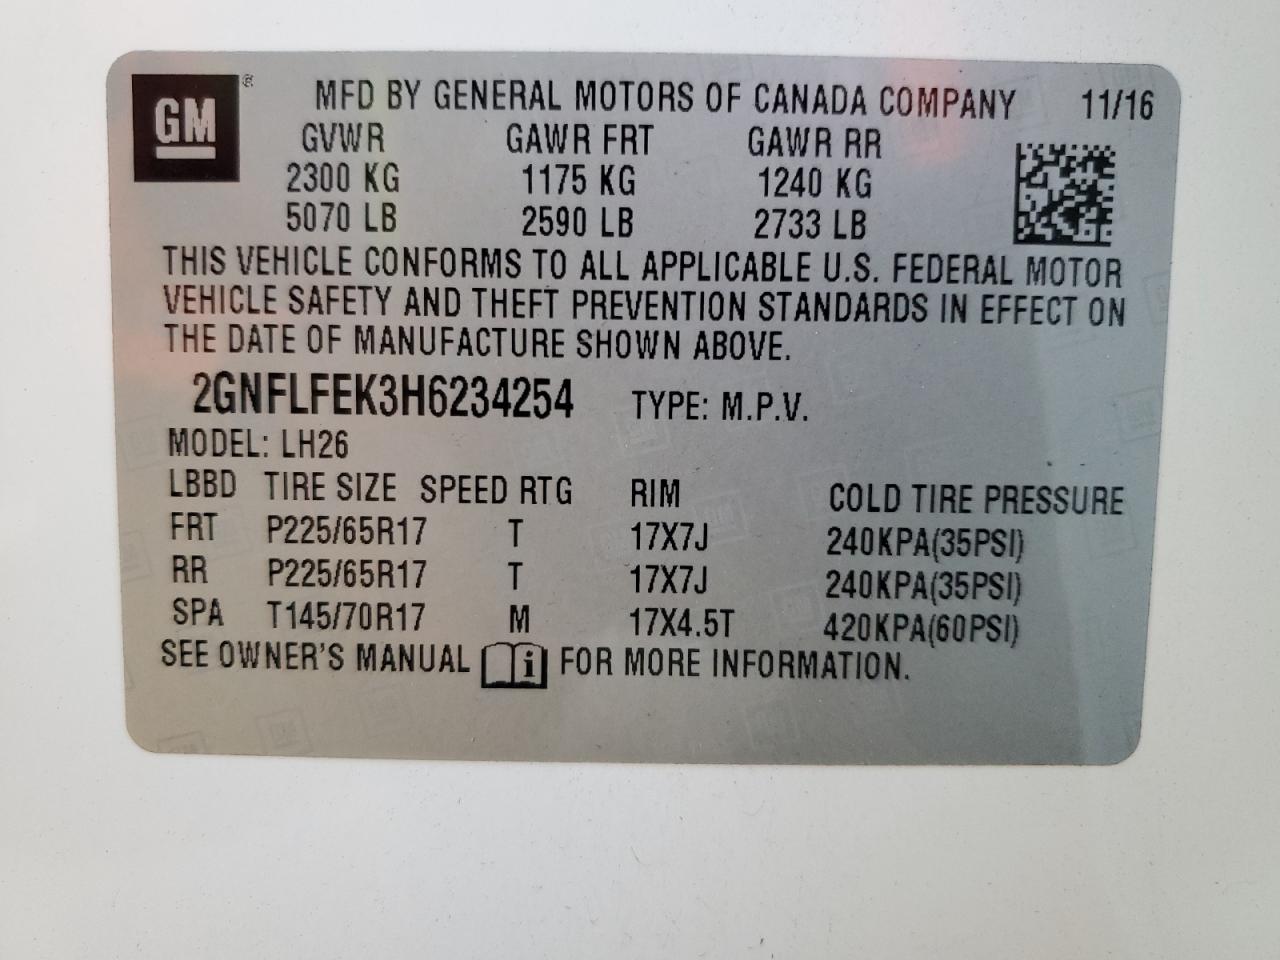 GM ® MFD BY GENERAL MOTORS OF CANADA COMPANY 11/16
GVWR GAWR FRT GAWR RR
2300 KG 1175 KG 1240 KG
5070 LB 2590 LB 2733 LB
THIS VEHICLE CONFORMS TO ALL APPLICABLE U.S. FEDERAL MOTOR
VEHICLE SAFETY AND THEFT PREVENTION STANDARDS IN EFFECT ON
THE DATE OF MANUFACTURE SHOWN ABOVE.
2GNFLFEK3H6234254 TYPE: M.P.V.
MODEL: LH26
LBBD TIRE SIZE SPEED RTG RIM COLD TIRE PRESSURE
FRT P225/65R17 T 17X7J 240KPA(35PSI)
RR P225/65R17 T 17X7J 240KPA(35PSI)
SPA T145/70R17 M 17X4.5T 420KPA(60PSI)
SEE OWNER'S MANUAL i FOR MORE INFORMATION.